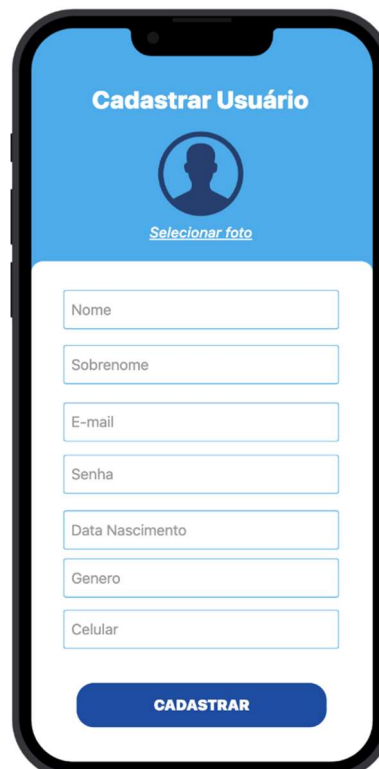 Cadastrar Usuário
Selecionar foto
Nome
Sobrenome
E-mail
Senha
Data Nascimento
Genero
Celular
CADASTRAR